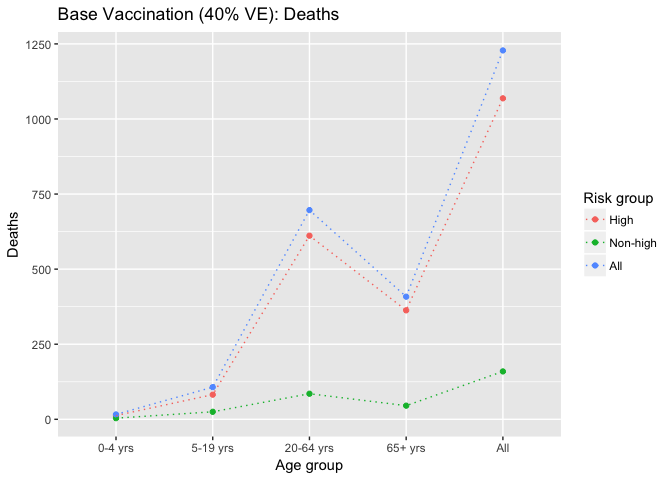 Base Vaccination (40% VE): Deaths
1250
1000
750
500
250
0
Deaths
0-4 yrs
5-19 yrs
20-64 yrs
65+ yrs
All
Age group
Risk group
High
Non-high
All